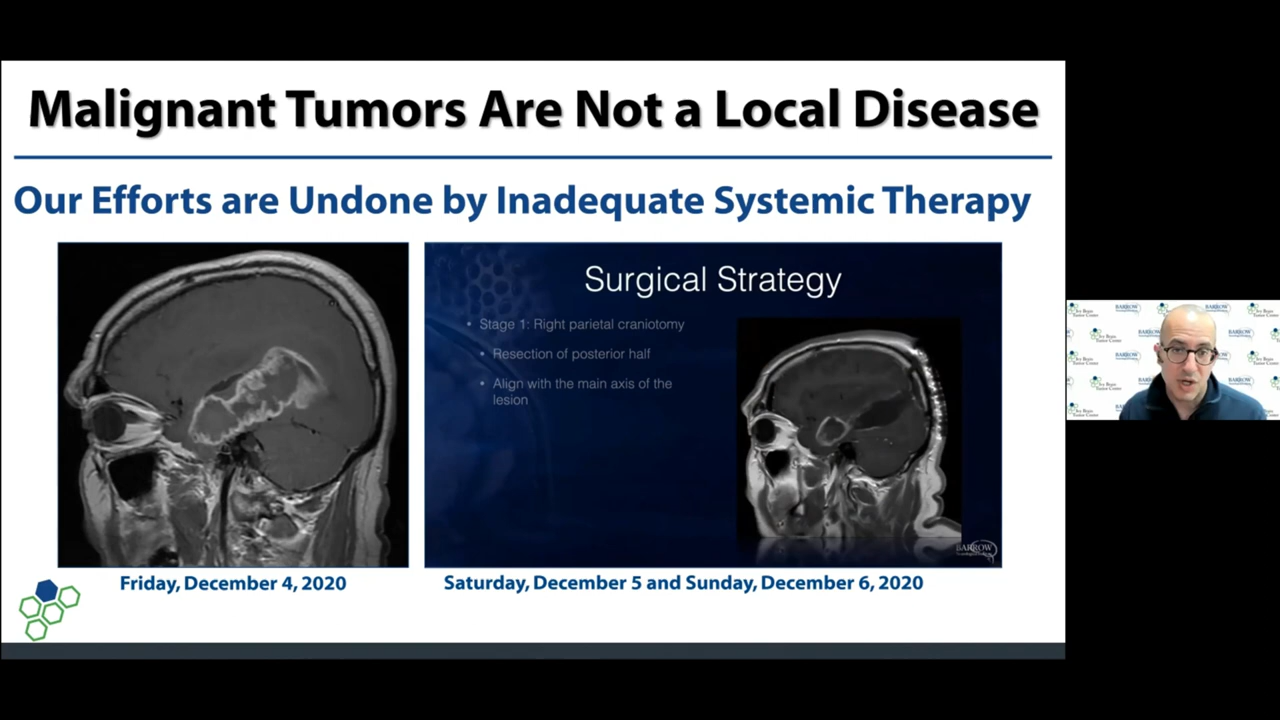 Malignant Tumors Are Not a Local Disease
Our Efforts are Undone by Inadequate Systemic Therapy
Surgical Strategy
• Stage 1: Right parietal craniotomy
• Resection of posterior half
• Align with the main axis of the
lesion
BARROW
Friday, December 4, 2020
Saturday, December 5 and Sunday, December 6, 2020